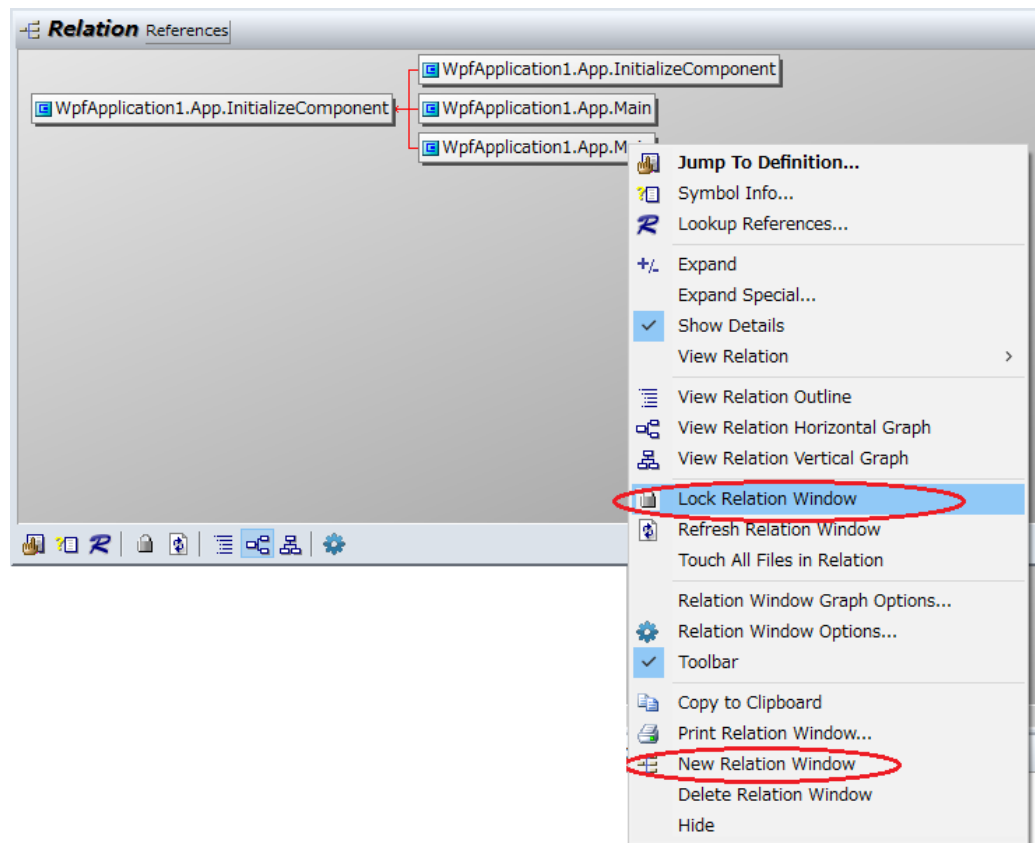 Relation References
WpfApplication1.App.InitializeComponent
WpfApplication1.App.InitializeComponent
WpfApplication1.App.Main
WpfApplication1.App.M
Jump To Definition...
Symbol Info...
Lookup References...
Expand
Expand Special...
Show Details
View Relation
View Relation Outline
View Relation Horizontal Graph
View Relation Vertical Graph
Lock Relation Window
Refresh Relation Window
Touch All Files in Relation
Relation Window Graph Options...
Relation Window Options...
Toolbar
Copy to Clipboard
Print Relation Window...
New Relation Window
Delete Relation Window
Hide